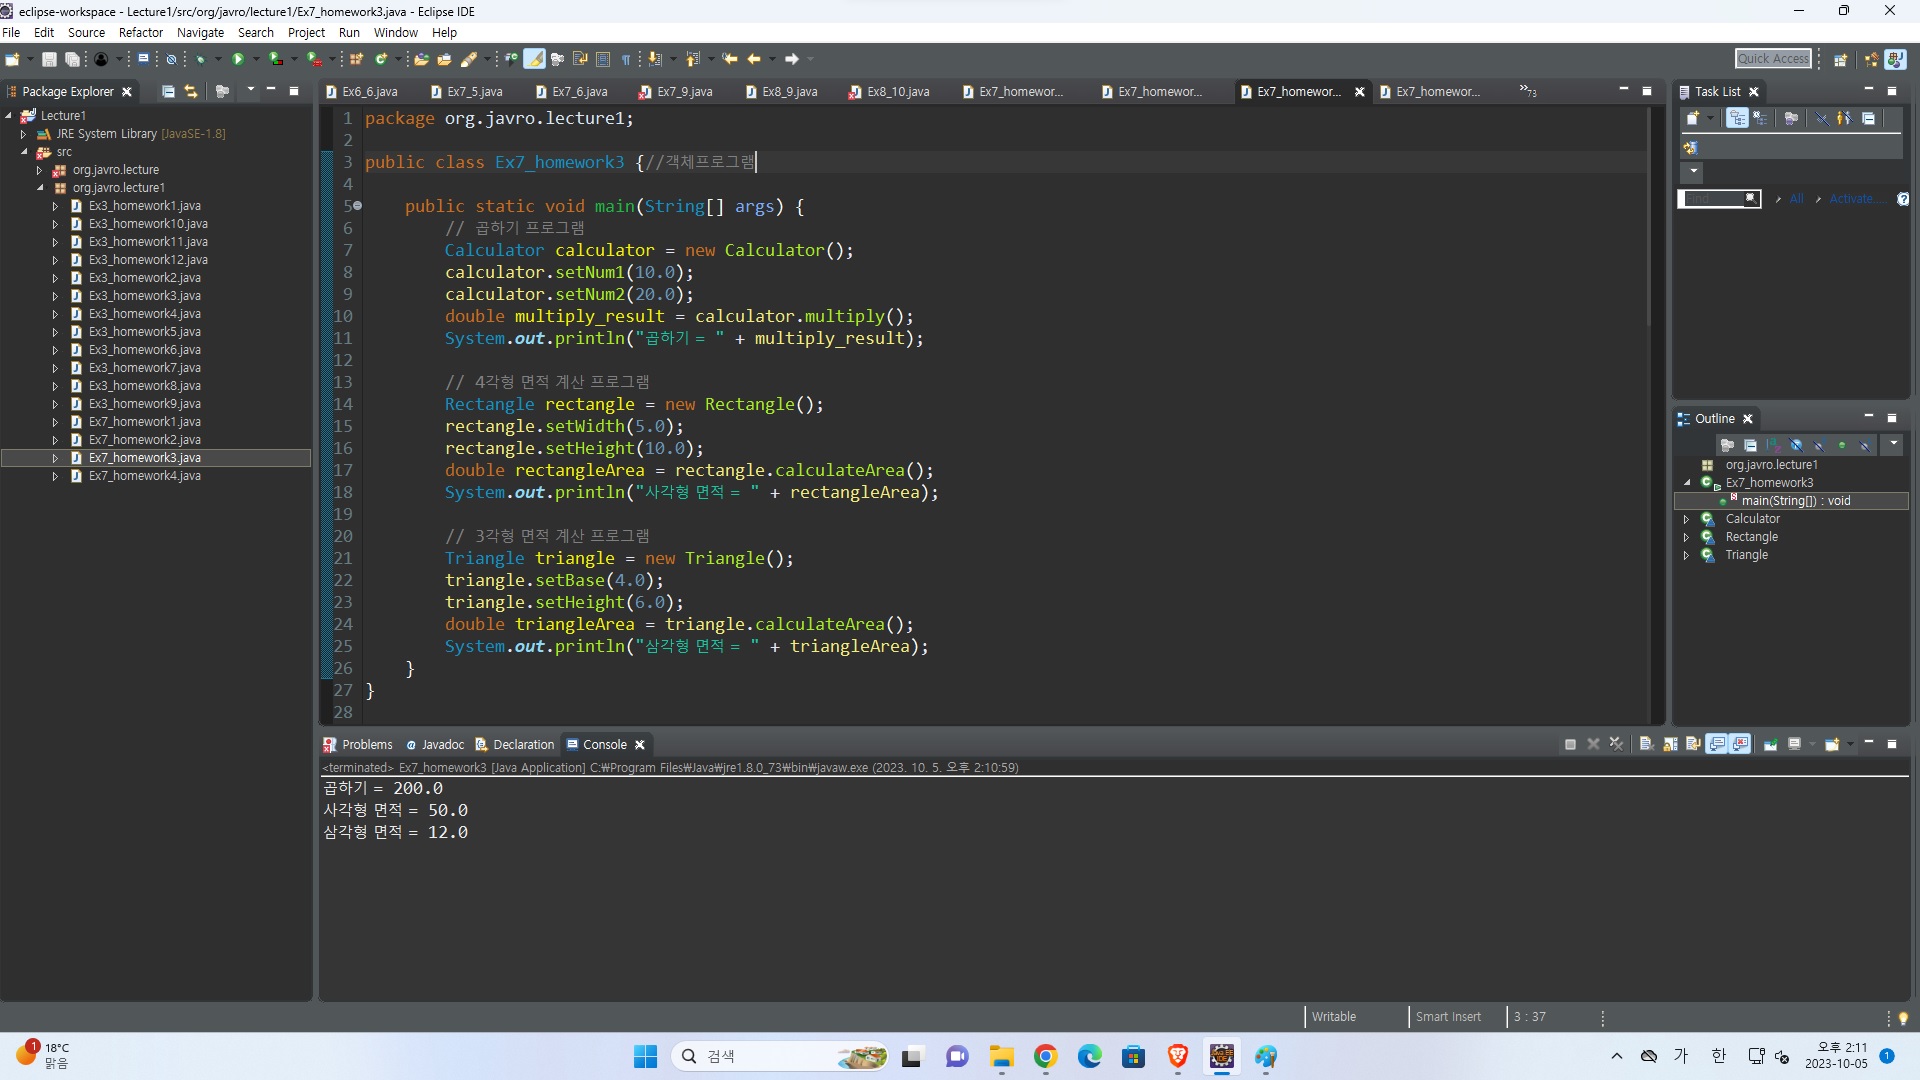 eclipse-workspace - Lecture1/src/org/javro/lecture1/Ex7_homework3.java - Eclipse IDE
File Edit Source Refactor Navigate Search Project Run Window Help
Quick Access
Package Explorer
Lecture1
JRE System Library [JavaSE-1.8]
src
org.javro.lecture
org.javro.lecture1
Ex3_homework1.java
Ex3_homework10.java
Ex3_homework11.java
Ex3_homework12.java
Ex3_homework2.java
Ex3_homework3.java
Ex3_homework4.java
Ex3_homework5.java
Ex3_homework6.java
Ex3_homework7.java
Ex3_homework8.java
Ex3_homework9.java
Ex7_homework1.java
Ex7_homework2.java
Ex7_homework3.java
Ex7_homework4.java
Ex6_6.java Ex7_5.java Ex7_6.java Ex7_9.java Ex8_9.java Ex8_10.java Ex7_homewor... Ex7_homewor... Ex7_homewor... Ex7_homewor... »73
1 package org.javro.lecture1;
2
3 public class Ex7_homework3 {//객체프로그램
4
5 public static void main(String[] args) {
6 // 곱하기 프로그램
7 Calculator calculator = new Calculator();
8 calculator.setNum1(10.0);
9 calculator.setNum2(20.0);
10 double multiply_result = calculator.multiply();
11 System.out.println("곱하기 = " + multiply_result);
12
13 // 4각형 면적 계산 프로그램
14 Rectangle rectangle = new Rectangle();
15 rectangle.setWidth(5.0);
16 rectangle.setHeight(10.0);
17 double rectangleArea = rectangle.calculateArea();
18 System.out.println("사각형 면적 = " + rectangleArea);
19
20 // 3각형 면적 계산 프로그램
21 Triangle triangle = new Triangle();
22 triangle.setBase(4.0);
23 triangle.setHeight(6.0);
24 double triangleArea = triangle.calculateArea();
25 System.out.println("삼각형 면적 = " + triangleArea);
26 }
27 }
28
Task List
Find All Activate...
Outline
org.javro.lecture1
Ex7_homework3
main(String[]) : void
Calculator
Rectangle
Triangle
Problems Javadoc Declaration Console
<terminated> Ex7_homework3 [Java Application] C:₩Program Files₩Java₩jre1.8.0_73₩bin₩javaw.exe (2023. 10. 5. 오후 2:10:59)
곱하기 = 200.0
사각형 면적 = 50.0
삼각형 면적 = 12.0
Writable Smart Insert 3 : 37
1 18°C
맑음
검색
가 한
오후 2:11
2023-10-05
1